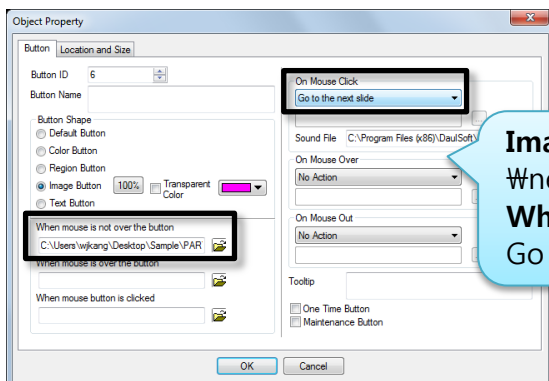 Object Property
Button
Location and Size
Button ID
6
Button Name
Button Shape
Default Button
Color Button
Region Button
Image Button
100%
Transparent Color
Text Button
When mouse is not over the button
C:\Users\wjkang\Desktop\Sample\PAR
When mouse is over the button
When mouse button is clicked
On Mouse Click
Go to the next slide
Sound File
C:\Program Files (x86)\DaulSoft\
On Mouse Over
No Action
On Mouse Out
No Action
Tooltip
One Time Button
Maintenance Button
OK
Cancel
Ima
₩ne
Wh
Go